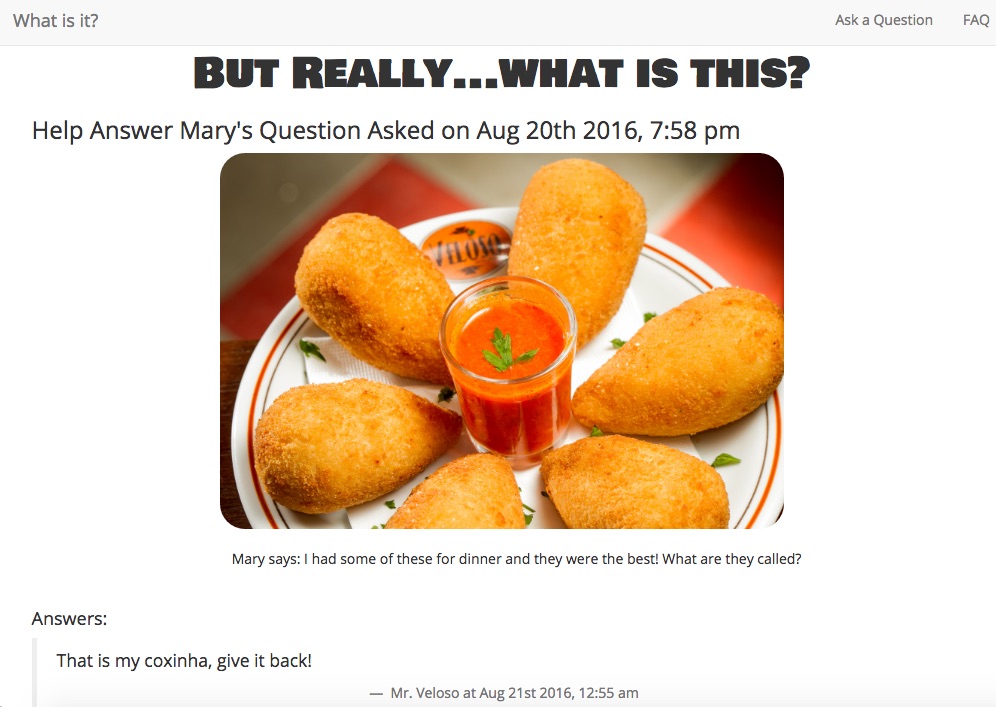 What is it?
Ask a Question
FAQ
But Really...what is this?
Help Answer Mary's Question Asked on Aug 20th 2016, 7:58 pm
VELOSO
Mary says: I had some of these for dinner and they were the best! What are they called?
Answers:
That is my coxinha, give it back!
— Mr. Veloso at Aug 21st 2016, 12:55 am